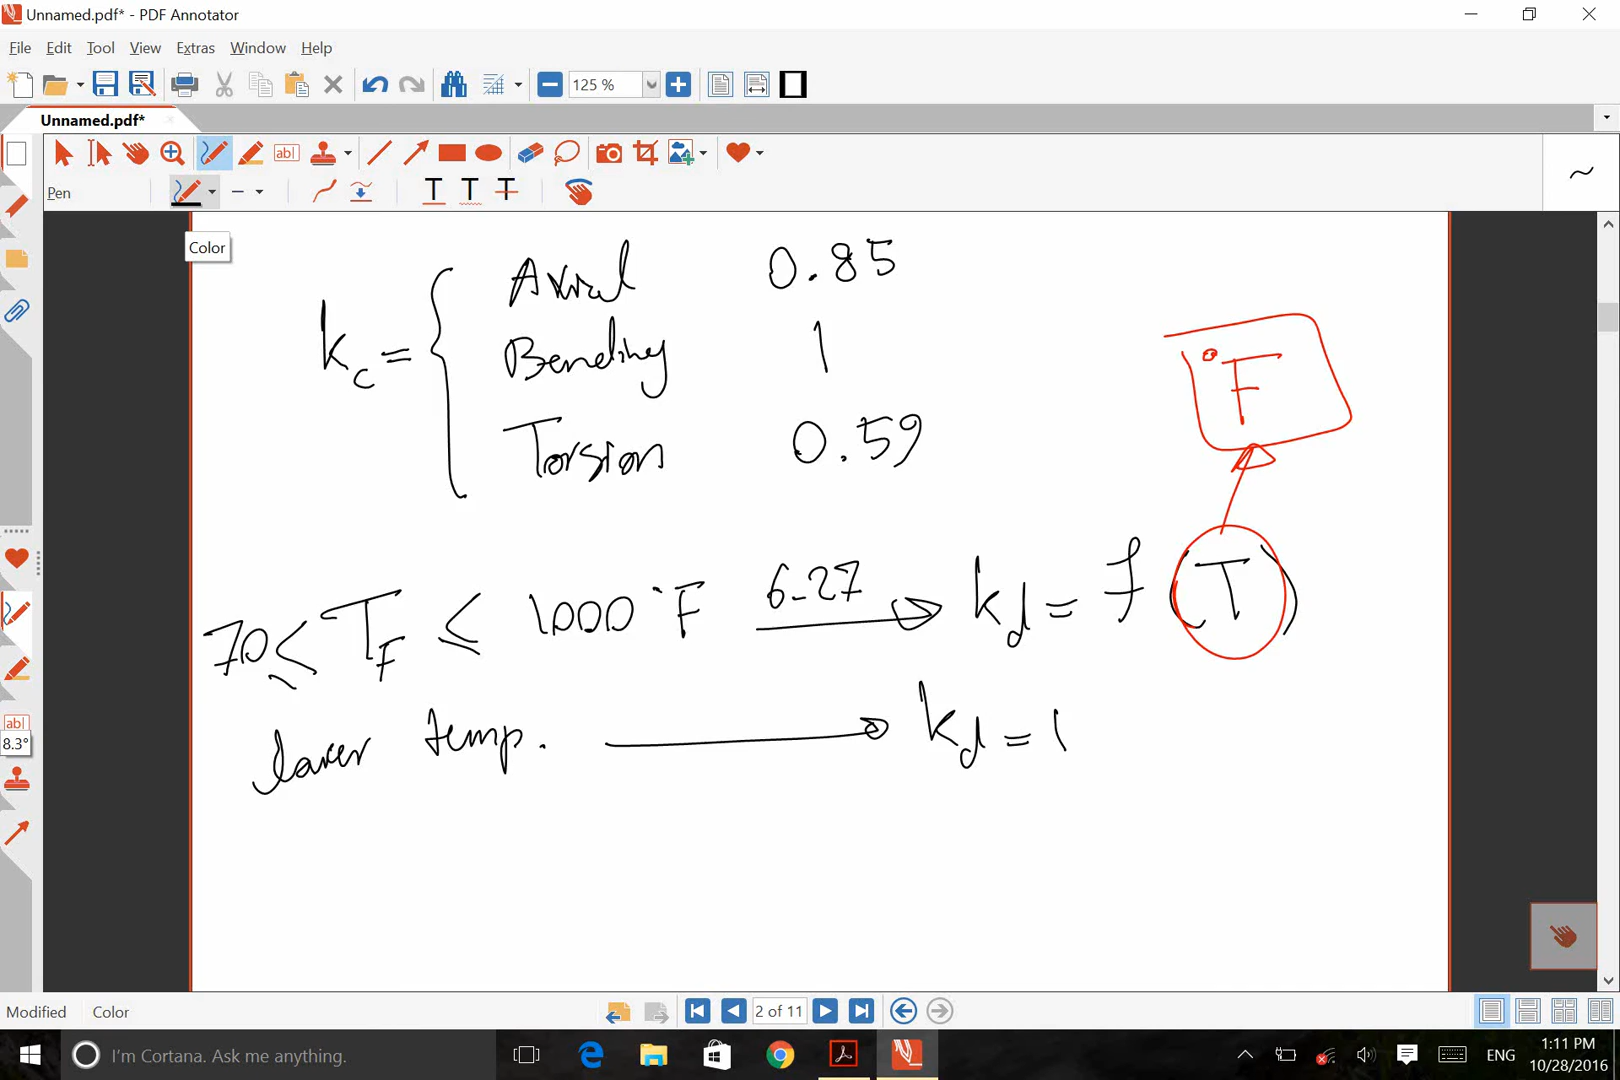 Unnamed.pdf* - PDF Annotator
File Edit Tool View Extras Window Help
125 %
Unnamed.pdf*
ab|
Pen
T T T
Color
Axial 0.85
kc = { Bending 1
Torsion 0.59
°F
70 ≤ TF ≤ 1000 °F 6-27 → kd = f (T)
lower temp. → kd = 1
ab|
8.3°
Modified Color 2 of 11
I'm Cortana. Ask me anything. ENG 1:11 PM
10/28/2016